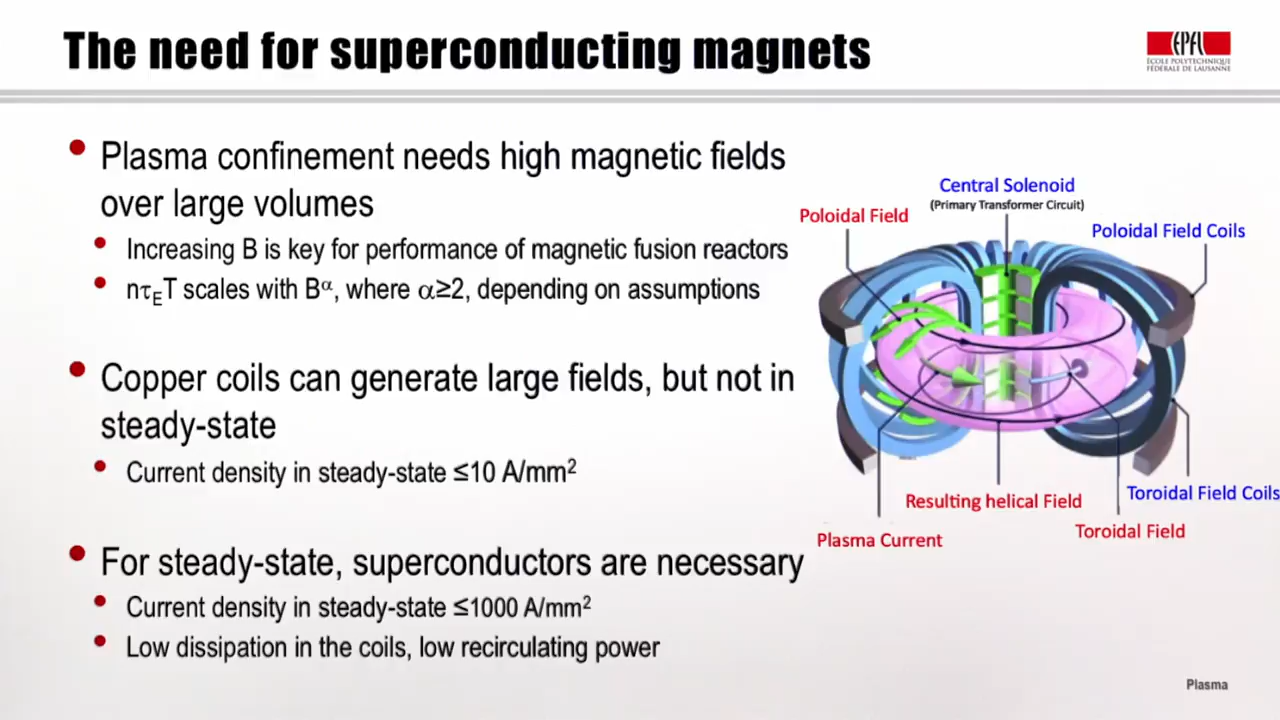 The need for superconducting magnets
EPFL
ÉCOLE POLYTECHNIQUE
FÉDÉRALE DE LAUSANNE
• Plasma confinement needs high magnetic fields
over large volumes
• Increasing B is key for performance of magnetic fusion reactors
• nτ_ET scales with B^α, where α≥2, depending on assumptions
• Copper coils can generate large fields, but not in
steady-state
• Current density in steady-state ≤10 A/mm²
• For steady-state, superconductors are necessary
• Current density in steady-state ≤1000 A/mm²
• Low dissipation in the coils, low recirculating power
Central Solenoid
(Primary Transformer Circuit)
Poloidal Field
Poloidal Field Coils
Resulting helical Field
Toroidal Field Coils
Plasma Current
Toroidal Field
Plasma